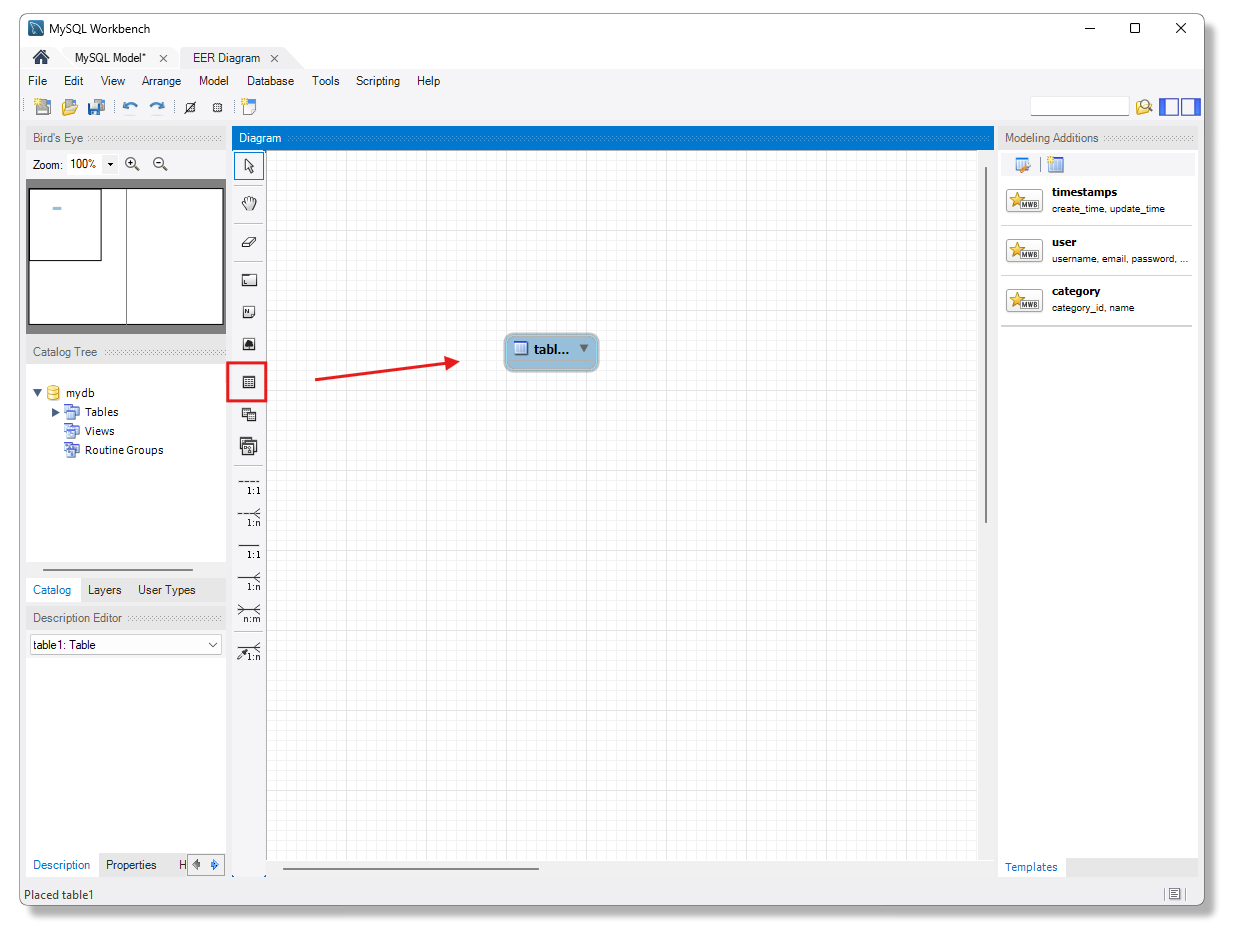 MySQL Workbench
MySQL Model* EER Diagram
File Edit View Arrange Model Database Tools Scripting Help
Bird's Eye
Zoom: 100%
Catalog Tree
mydb
Tables
Views
Routine Groups
Catalog Layers User Types
Description Editor
table1: Table
Description Properties H
Placed table1
Diagram
1:1
1:n
1:1
1:n
n:m
1:n
tabl...
Modeling Additions
MWB
timestamps
create_time, update_time
MWB
user
username, email, password, ...
MWB
category
category_id, name
Templates